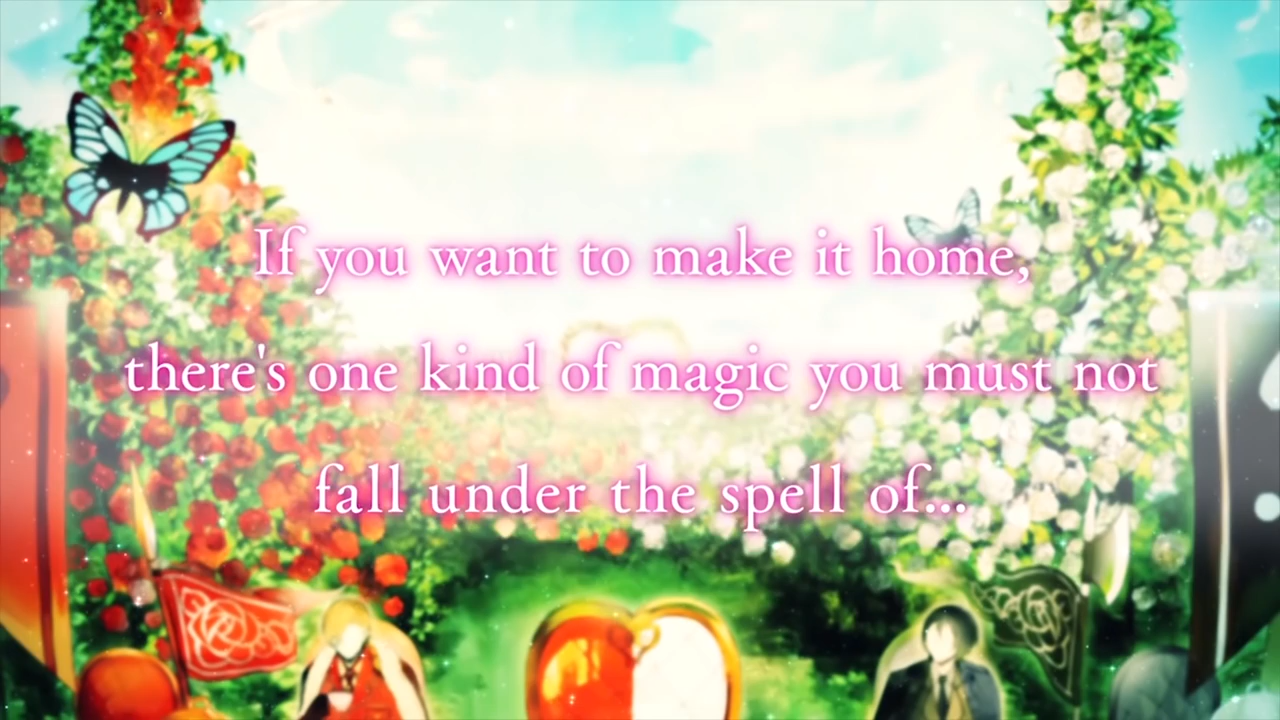 If you want to make it home,
there's one kind of magic you must not
fall under the spell of...